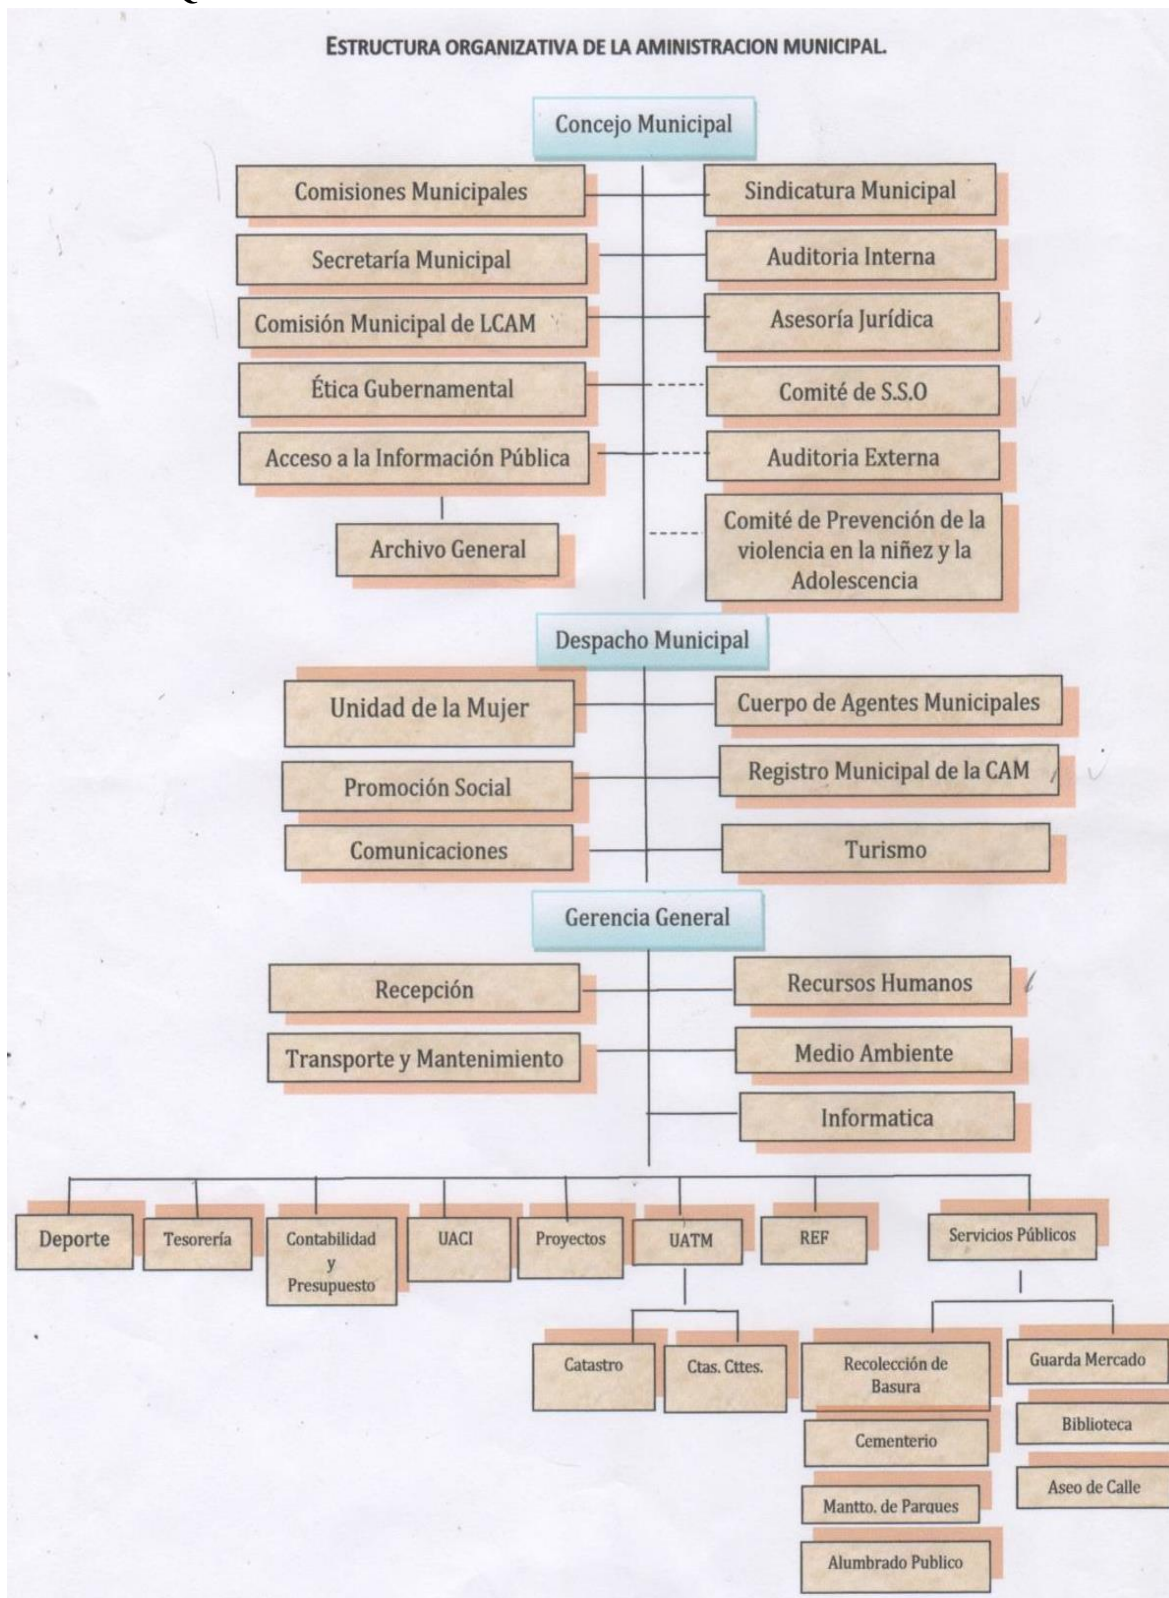 ESTRUCTURA ORGANIZATIVA DE LA AMINISTRACION MUNICIPAL.
Concejo Municipal
Comisiones Municipales
Sindicatura Municipal
Secretaría Municipal
Auditoria Interna
Comisión Municipal de LCAM
Asesoría Jurídica
Ética Gubernamental
Comité de S.S.O
Acceso a la Información Pública
Auditoria Externa
Archivo General
Comité de Prevención de la
violencia en la niñez y la
Adolescencia
Despacho Municipal
Unidad de la Mujer
Cuerpo de Agentes Municipales
Promoción Social
Registro Municipal de la CAM
Comunicaciones
Turismo
Gerencia General
Recepción
Recursos Humanos
Transporte y Mantenimiento
Medio Ambiente
Informatica
Deporte
Tesorería
Contabilidad
y
Presupuesto
UACI
Proyectos
UATM
REF
Servicios Públicos
Catastro
Ctas. Cttes.
Recolección de
Basura
Cementerio
Mantto. de Parques
Alumbrado Publico
Guarda Mercado
Biblioteca
Aseo de Calle